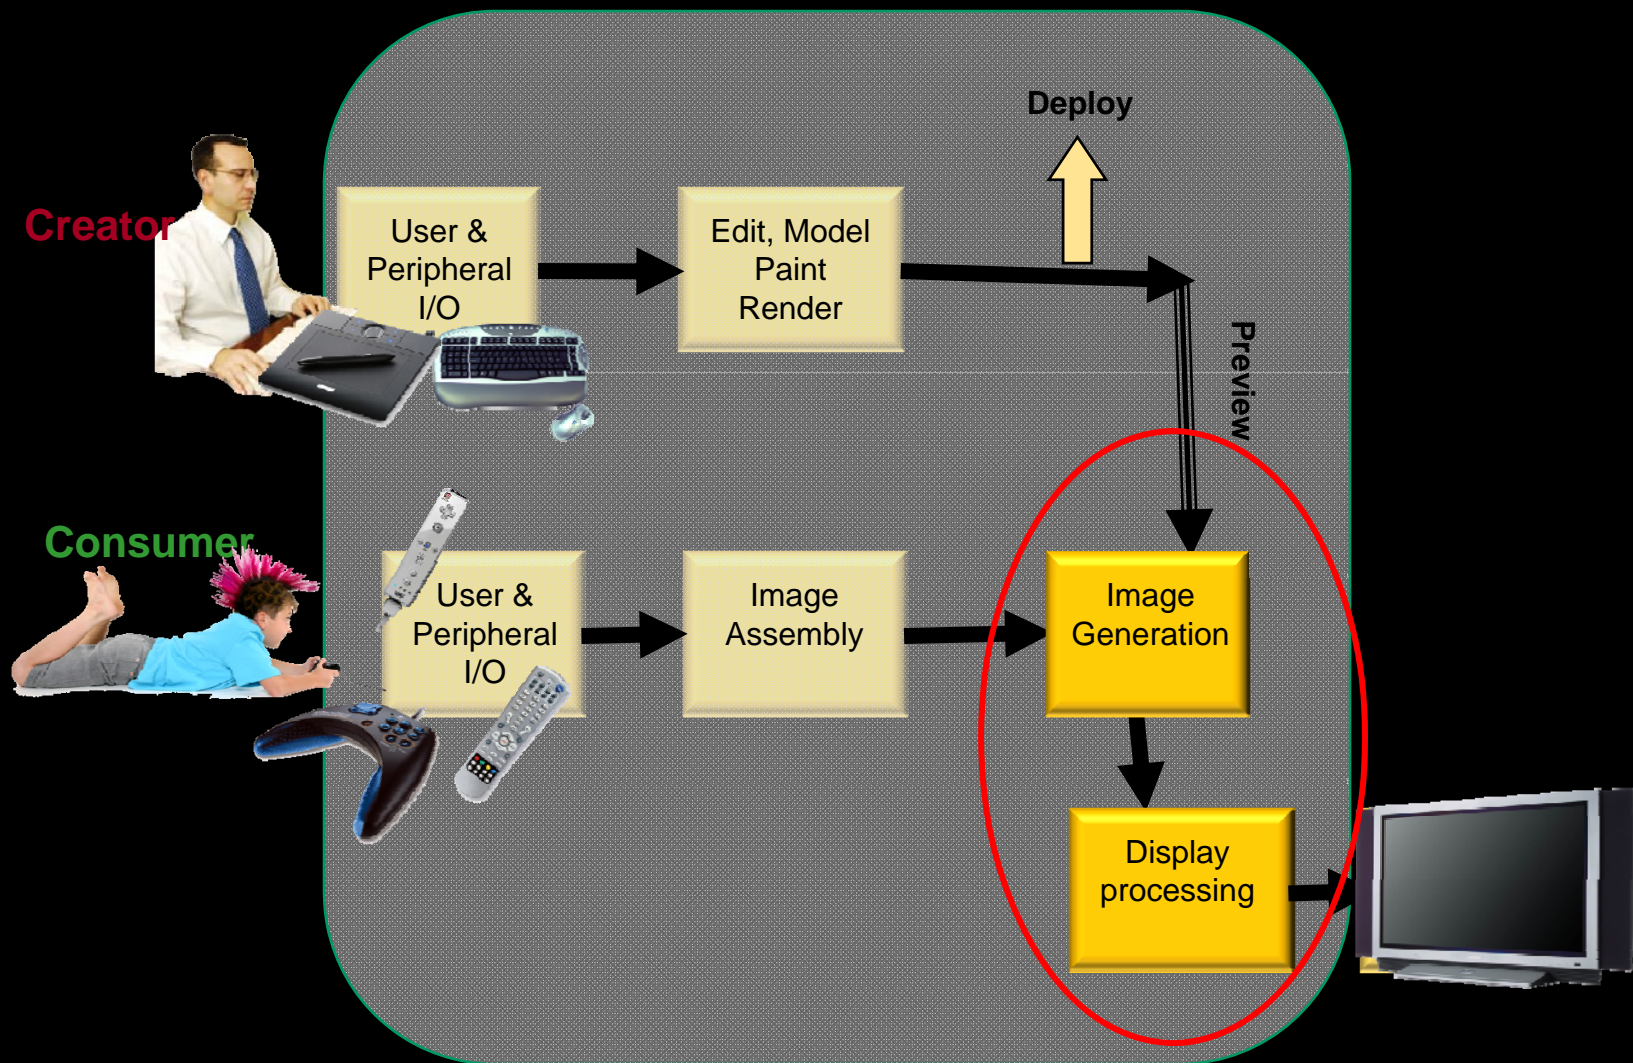 Deploy
Creator
User &
Peripheral
I/O
Edit, Model
Paint
Render
Preview
Consumer
User &
Peripheral
I/O
Image
Assembly
Image
Generation
Display
processing